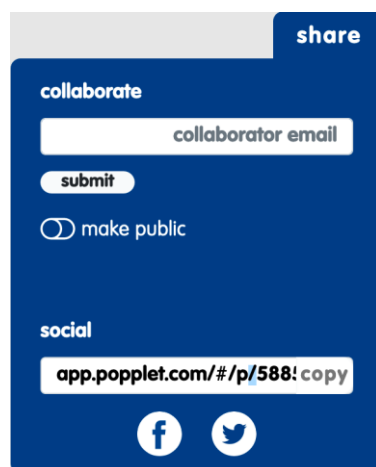 share
collaborate
collaborator email
submit
make public
social
app.popplet.com/#/p/588 copy